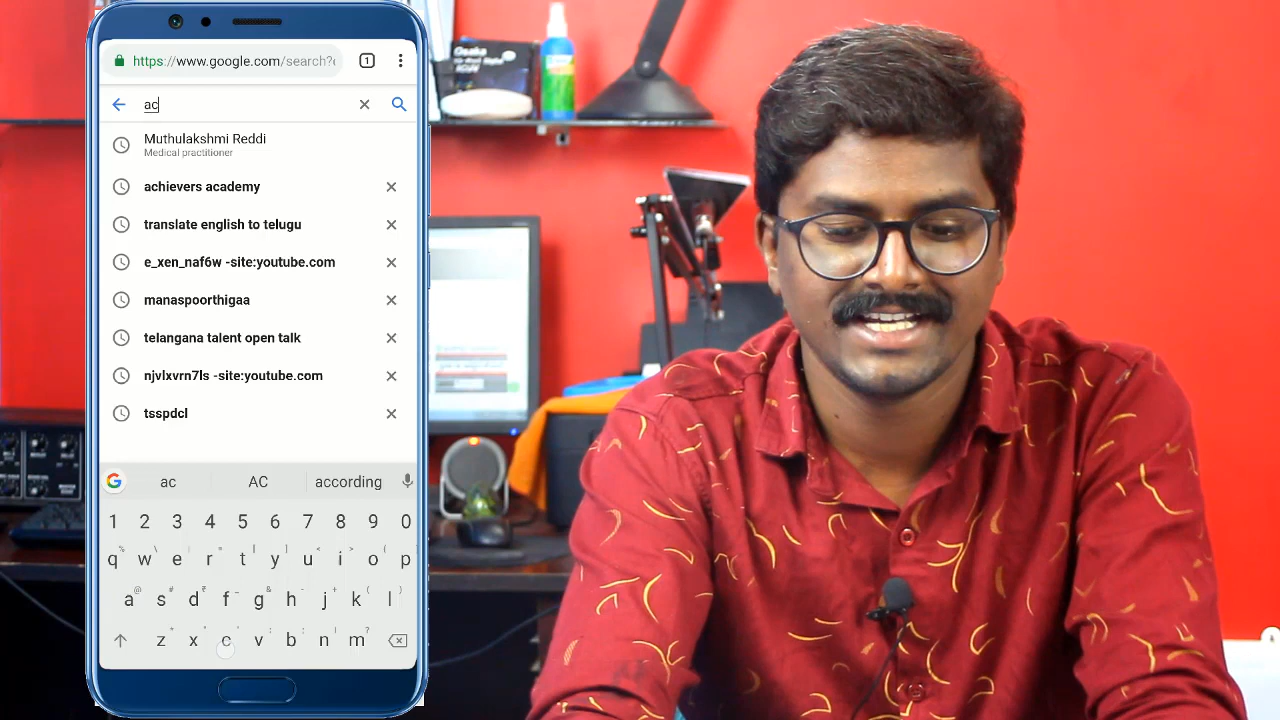 https://www.google.com/search?
1
ac
Muthulakshmi Reddi
Medical practitioner
achievers academy
translate english to telugu
e_xen_naf6w -site:youtube.com
manaspoorthigaa
telangana talent open talk
njvlxvrn7ls -site:youtube.com
tsspdcl
G ac AC according
1 2 3 4 5 6 7 8 9 0
q w e r t y u i o p
a s d f g h j k l
z x c v b n m
Osaka